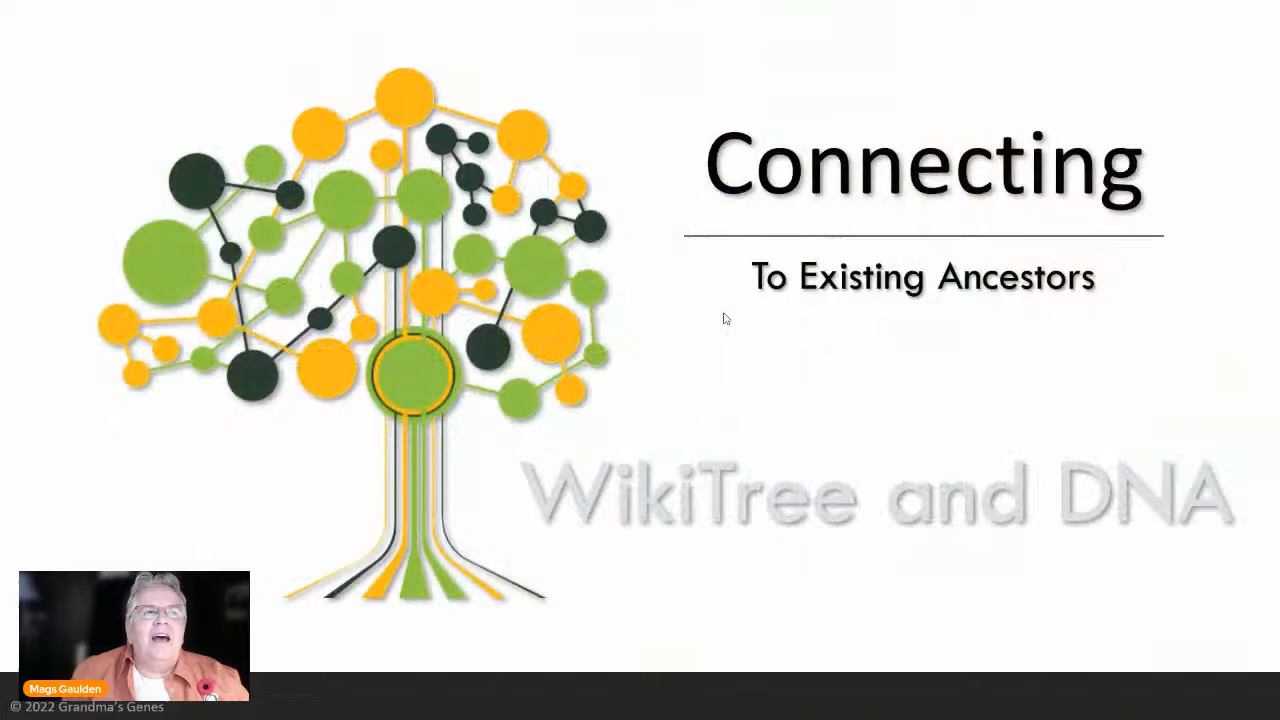 Connecting
To Existing Ancestors
WikiTree and DNA
Mags Gaulden
© 2022 Grandma's Genes